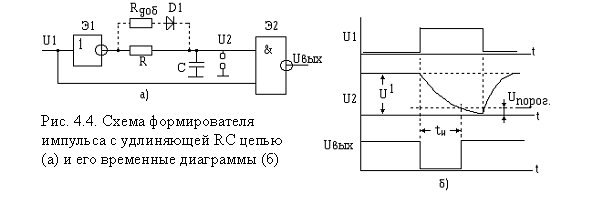 Э1
Rдоб
D1
Э2
U1
1
R
C
U2
&
Uвых
а)
Рис. 4.4. Схема формирователя
импульса с удлиняющей RC цепью
(а) и его временные диаграммы (б)
U1
t
U2
U¹
Uпорог.
tи
t
Uвых
t
б)